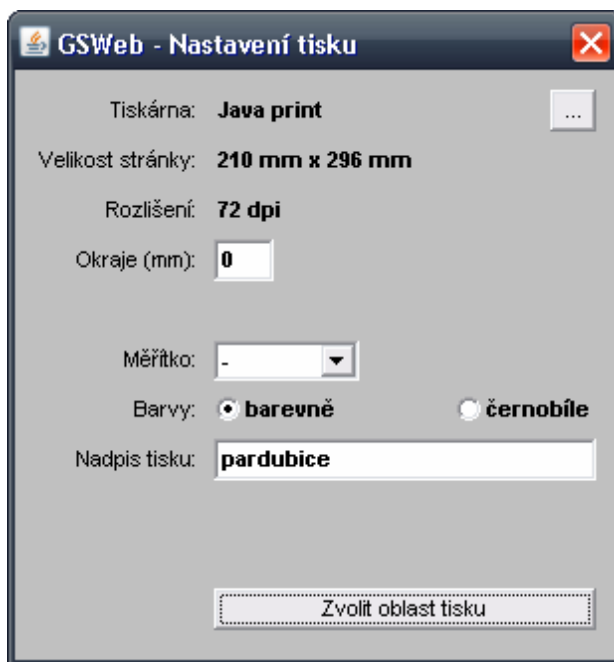 GSWeb - Nastavení tisku
Tiskárna: Java print ...
Velikost stránky: 210 mm x 296 mm
Rozlišení: 72 dpi
Okraje (mm): 0
Měřítko: -
Barvy: barevně černobíle
Nadpis tisku: pardubice
Zvolit oblast tisku